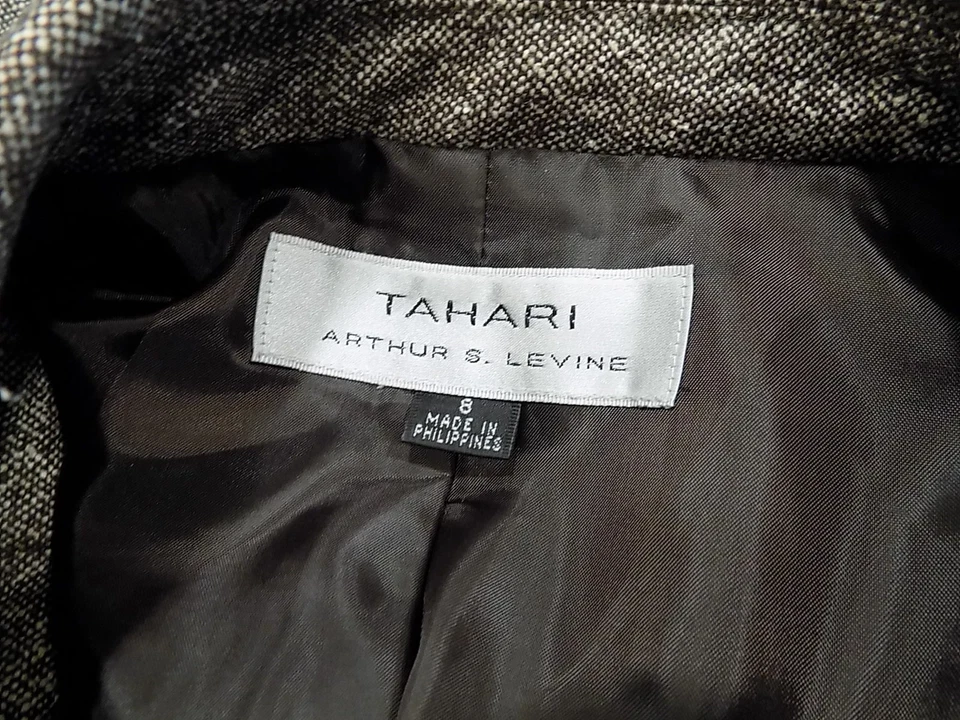 TAHARI
ARTHUR S. LEVINE
8
MADE IN
PHILIPPINES